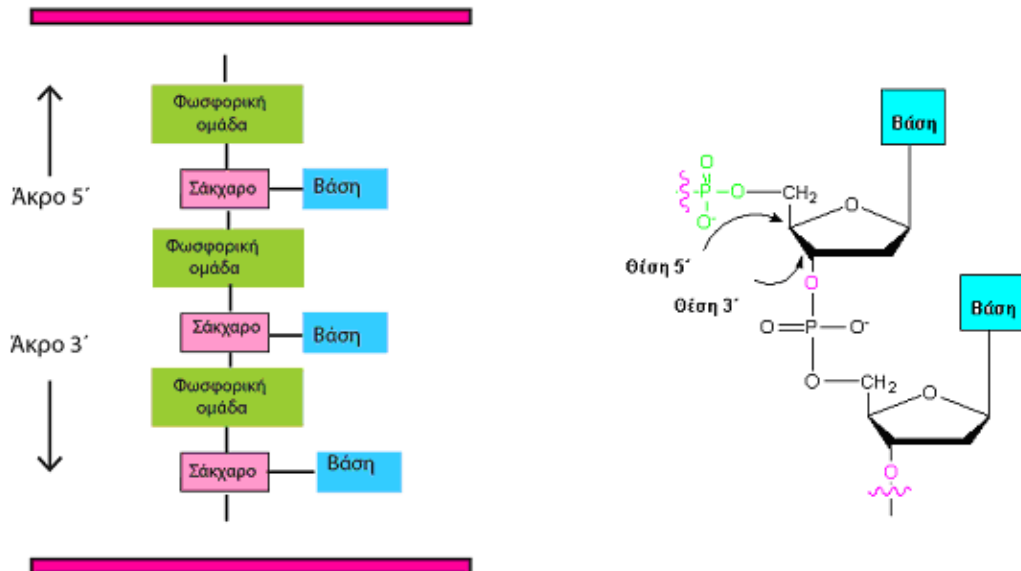 Φωσφορική
ομάδα
Άκρο 5΄
Σάκχαρο
Βάση
Φωσφορική
ομάδα
Άκρο 3΄
Σάκχαρο
Βάση
Φωσφορική
ομάδα
Σάκχαρο
Βάση
Βάση
O
P
O
O-
CH2
O
Θέση 5΄
Θέση 3΄
O
O=P
O-
O
CH2
O
Βάση
O